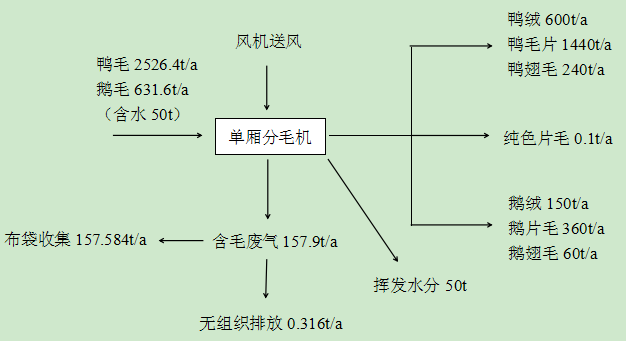 风机送风
鸭毛 2526.4t/a
鹅毛 631.6t/a
（含水 50t）
单厢分毛机
鸭绒 600t/a
鸭毛片 1440t/a
鸭翅毛 240t/a
纯色片毛 0.1t/a
鹅绒 150t/a
鹅片毛 360t/a
鹅翅毛 60t/a
布袋收集 157.584t/a
含毛废气 157.9t/a
挥发水分 50t
无组织排放 0.316t/a